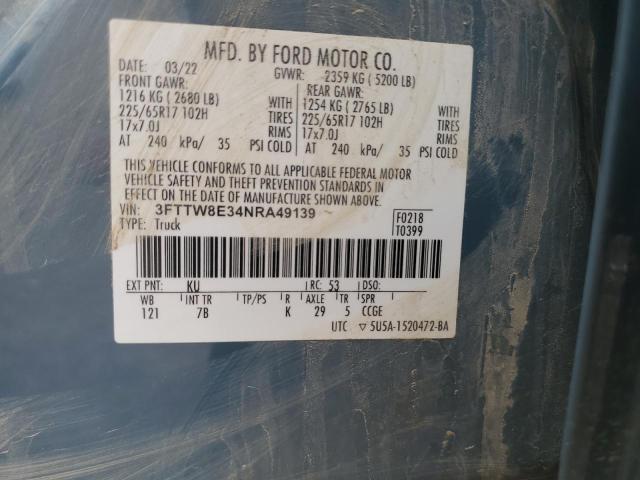 MFD. BY FORD MOTOR CO.
DATE: 03/22 GVWR: 2359 KG ( 5200 LB)
FRONT GAWR: REAR GAWR:
1216 KG ( 2680 LB) WITH 1254 KG ( 2765 LB) WITH
225/65R17 102H TIRES 225/65R17 102H TIRES
17x7.0J RIMS 17x7.0J RIMS
AT 240 kPa/ 35 PSI COLD AT 240 kPa/ 35 PSI COLD
THIS VEHICLE CONFORMS TO ALL APPLICABLE FEDERAL MOTOR
VEHICLE SAFETY AND THEFT PREVENTION STANDARDS IN
EFFECT ON THE DATE OF MANUFACTURE SHOWN ABOVE.
VIN: 3FTTW8E34NRA49139 F0218
TYPE: Truck T0399
EXT PNT: KU RC: 53 DSO:
WB INT TR TP/PS R AXLE TR SPR
121 7B K 29 5 CCGE
UTC ▽ 5U5A-1520472-BA